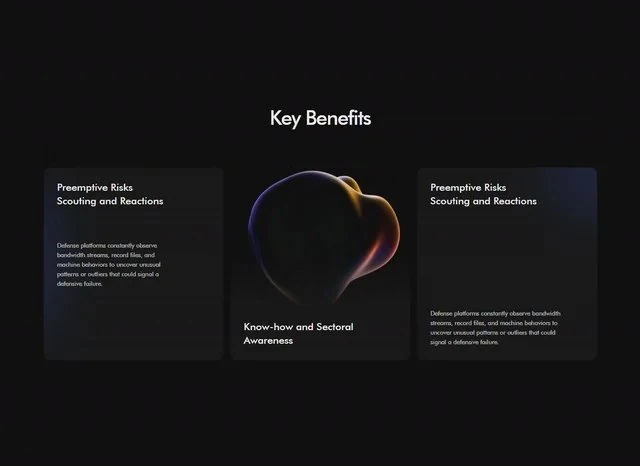 Key Benefits
Preemptive Risks
Scouting and Reactions
Defense platforms constantly observe
bandwidth streams, record files, and
machine behaviors to uncover unusual
patterns or outliers that could signal a
defensive failure.
Know-how and Sectoral
Awareness
Preemptive Risks
Scouting and Reactions
Defense platforms constantly observe bandwidth
streams, record files, and machine behaviors to
uncover unusual patterns or outliers that could
signal a defensive failure.